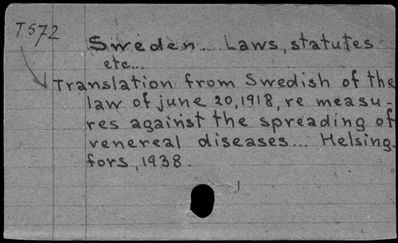 T572
Sweden... Laws, statutes
etc...
Translation from Swedish of the
law of june 20, 1918, re measu-
res against the spreading of
venereal diseases.... Helsing-
fors, 1938.